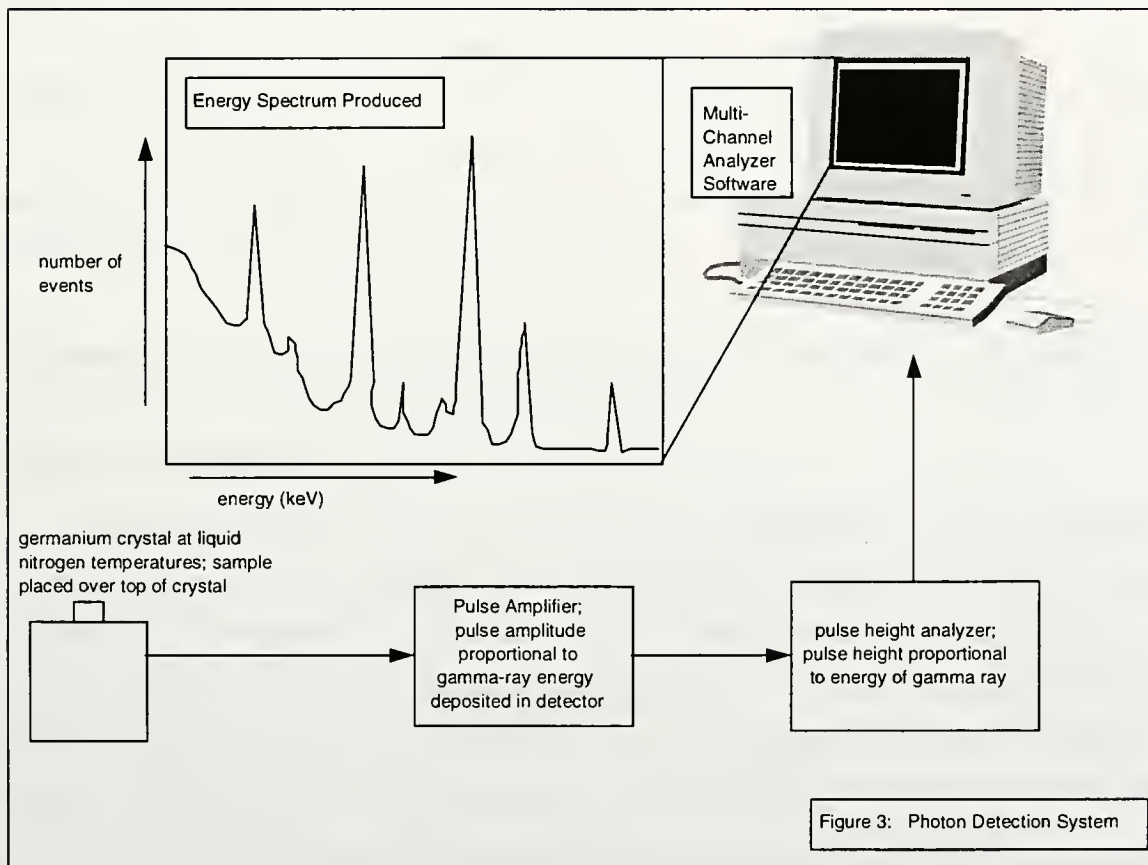 Energy Spectrum Produced
Multi-
Channel
Analyzer
Software
number of
events
energy (keV)
germanium crystal at liquid
nitrogen temperatures; sample
placed over top of crystal
Pulse Amplifier;
pulse amplitude
proportional to
gamma-ray energy
deposited in detector
pulse height analyzer;
pulse height proportional
to energy of gamma ray
Figure 3: Photon Detection System